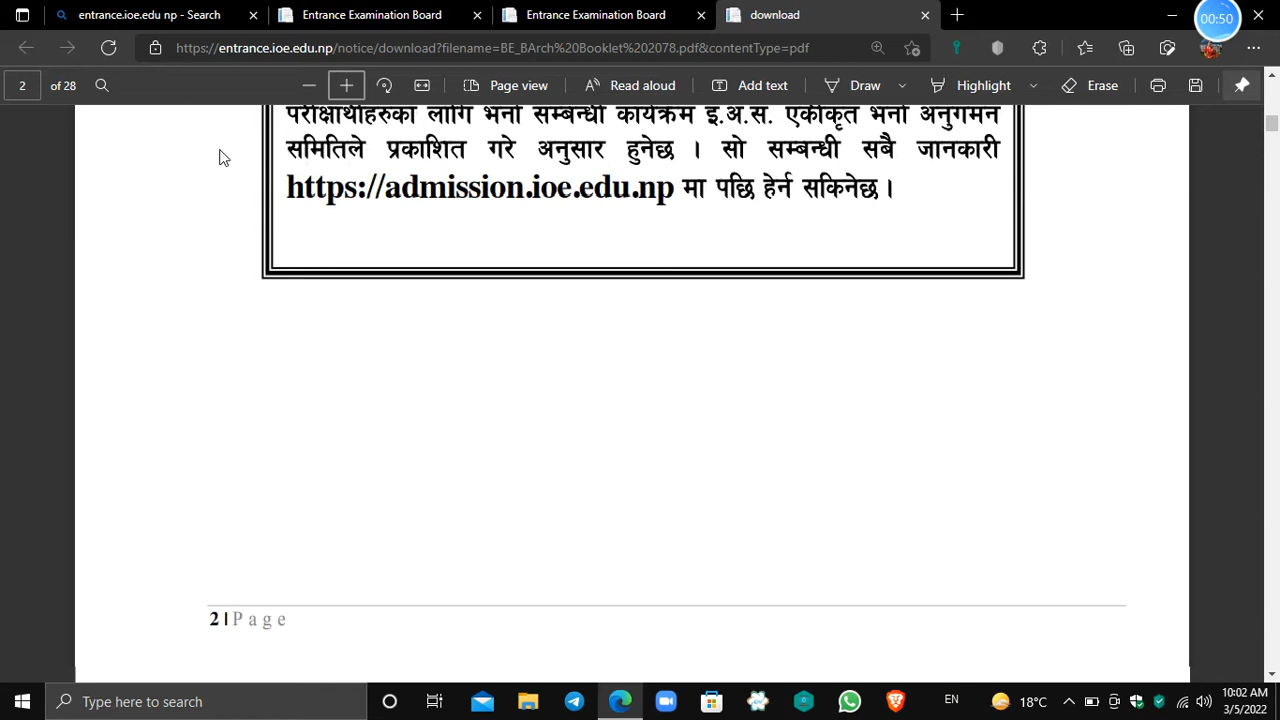 entrance.ioe.edu np - Search
Entrance Examination Board
Entrance Examination Board
download
00:50
https://entrance.ioe.edu.np/notice/download?filename=BE_BArch%20Booklet%202078.pdf&contentType=pdf
2 of 28
Page view
Read aloud
Add text
Draw
Highlight
Erase
परीक्षार्थीहरुका लागि भर्ना सम्बन्धी कार्यक्रम इ.अ.सं. एकीकृत भर्ना अनुगमन
समितिले प्रकाशित गरे अनुसार हुनेछ । सो सम्बन्धी सबै जानकारी
https://admission.ioe.edu.np मा पछि हेर्न सकिनेछ।
2 | Page
Type here to search
EN
18°C
10:02 AM
3/5/2022